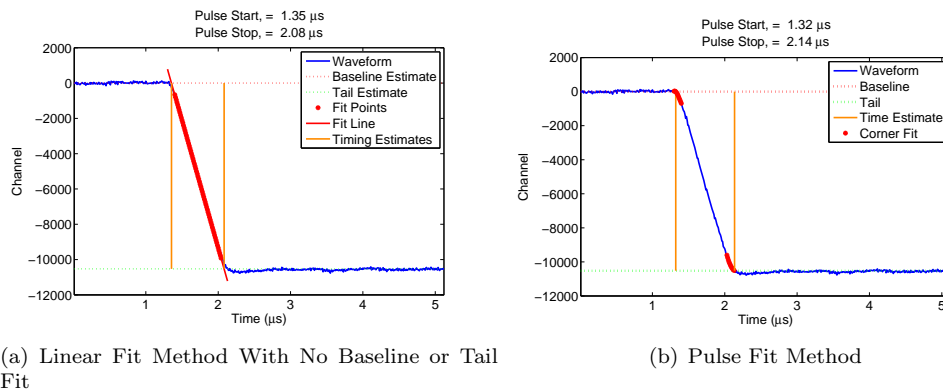 Pulse Start, = 1.35 μs
Pulse Stop, = 2.08 μs
2000
0
−2000
−4000
−6000
−8000
−10000
−12000
Channel
1
2
3
4
5
Time (μs)
Waveform
Baseline Estimate
Tail Estimate
Fit Points
Fit Line
Timing Estimates
(a) Linear Fit Method With No Baseline or Tail
Fit
Pulse Start, = 1.32 μs
Pulse Stop, = 2.14 μs
2000
0
−2000
−4000
−6000
−8000
−10000
−12000
Channel
1
2
3
4
5
Time (μs)
Waveform
Baseline
Tail
Time Estimate
Corner Fit
(b) Pulse Fit Method